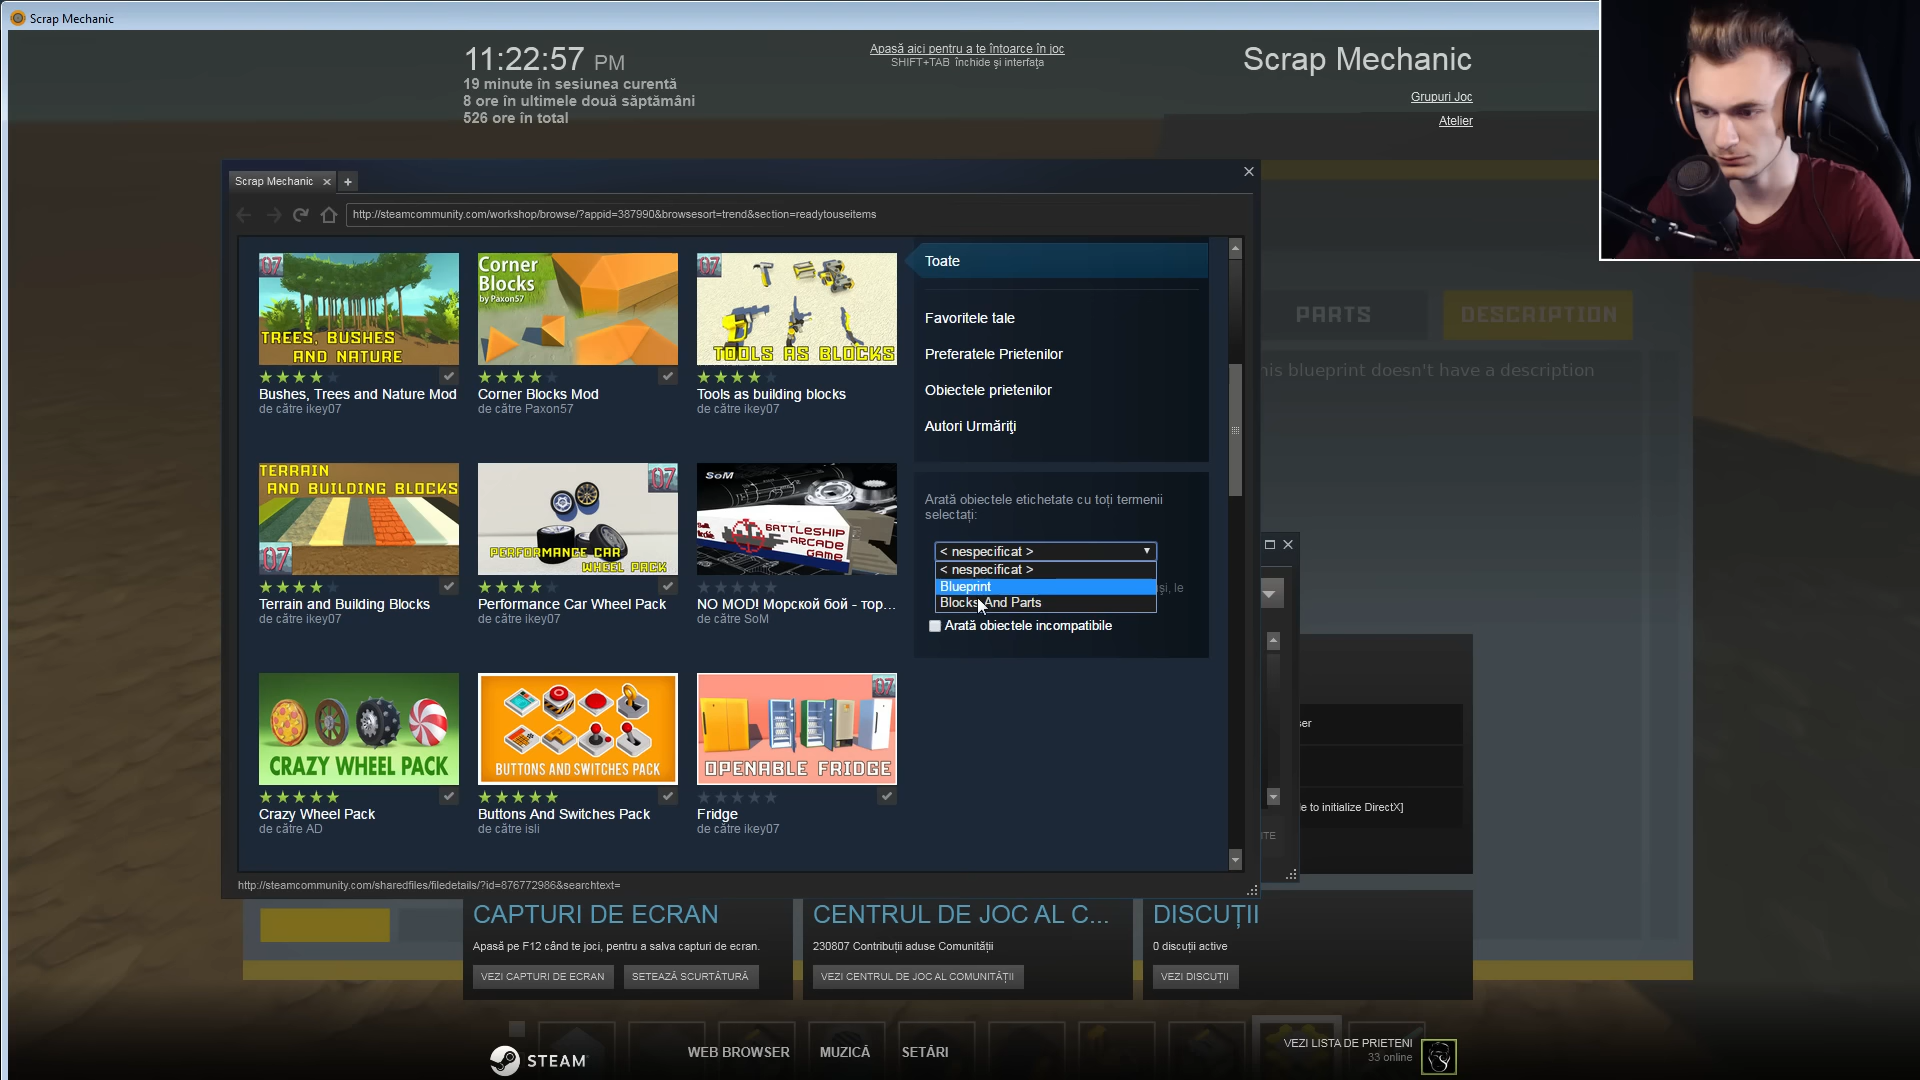 Scrap Mechanic
11:22:57 PM
19 minute în sesiunea curentă
8 ore în ultimele două săptămâni
526 ore în total
Apasă aici pentru a te întoarce în joc
SHIFT+TAB închide și interfața
Scrap Mechanic
Grupuri Joc
Atelier
Scrap Mechanic
http://steamcommunity.com/workshop/browse/?appid=387990&browsesort=trend&section=readytouseitems
07
TREES, BUSHES
AND NATURE
Bushes, Trees and Nature Mod
de către ikey07
Corner
Blocks
by Paxon57
Corner Blocks Mod
de către Paxon57
07
TOOLS AS BLOCKS
Tools as building blocks
de către ikey07
TERRAIN
AND BUILDING BLOCKS
07
Terrain and Building Blocks
de către ikey07
07
PERFORMANCE CAR
WHEEL PACK
Performance Car Wheel Pack
de către ikey07
SoM
BATTLESHIP
ARCADE
GAME
NO MOD! Морской бой - тор...
de către SoM
CRAZY WHEEL PACK
Crazy Wheel Pack
de către AD
BUTTONS AND SWITCHES PACK
Buttons And Switches Pack
de către isli
07
OPENABLE FRIDGE
Fridge
de către ikey07
Toate
Favoritele tale
Preferatele Prietenilor
Obiectele prietenilor
Autori Urmăriți
Arată obiectele etichetate cu toți termenii
selectați:
< nespecificat >
< nespecificat >
Blueprint
Blocks And Parts
și, le
Arată obiectele incompatibile
http://steamcommunity.com/sharedfiles/filedetails/?id=876772986&searchtext=
PARTS
DESCRIPTION
his blueprint doesn't have a description
ser
e to initialize DirectX]
ITE
CAPTURI DE ECRAN
Apasă pe F12 când te joci, pentru a salva capturi de ecran.
VEZI CAPTURI DE ECRAN
SETEAZĂ SCURTĂTURĂ
CENTRUL DE JOC AL C...
230807 Contribuții aduse Comunității
VEZI CENTRUL DE JOC AL COMUNITĂȚII
DISCUȚII
0 discuții active
VEZI DISCUȚII
STEAM
WEB BROWSER
MUZICĂ
SETĂRI
VEZI LISTA DE PRIETENI
33 online